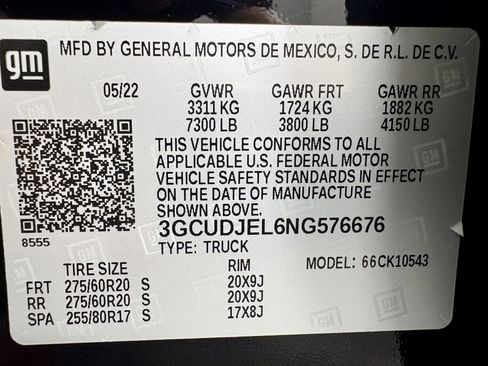 gm
MFD BY GENERAL MOTORS DE MEXICO, S. DE R.L. DE C.V.
05/22 GVWR GAWR FRT GAWR RR
3311 KG 1724 KG 1882 KG
7300 LB 3800 LB 4150 LB
THIS VEHICLE CONFORMS TO ALL
APPLICABLE U.S. FEDERAL MOTOR
VEHICLE SAFETY STANDARDS IN EFFECT
ON THE DATE OF MANUFACTURE
SHOWN ABOVE.
3GCUDJEL6NG576676
8555 TYPE: TRUCK
TIRE SIZE RIM MODEL: 66CK10543
FRT 275/60R20 S 20X9J
RR 275/60R20 S 20X9J
SPA 255/80R17 S 17X8J